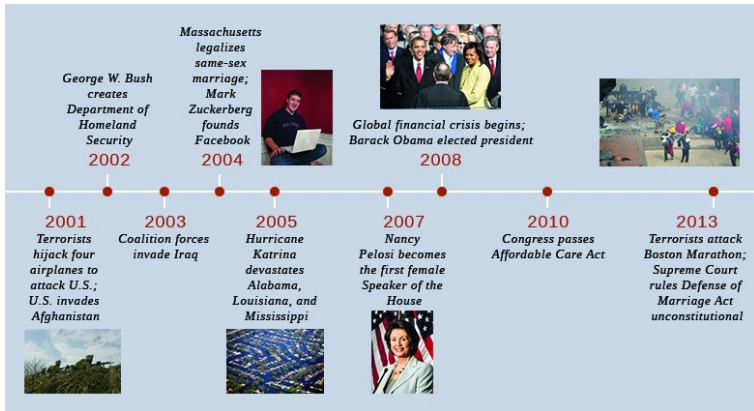 George W. Bush
creates
Department of
Homeland
Security
2002
Massachusetts
legalizes
same-sex
marriage;
Mark
Zuckerberg
founds
Facebook
2004
Global financial crisis begins;
Barack Obama elected president
2008
2001
Terrorists
hijack four
airplanes to
attack U.S.;
U.S. invades
Afghanistan
2003
Coalition forces
invade Iraq
2005
Hurricane
Katrina
devastates
Alabama,
Louisiana, and
Mississippi
2007
Nancy
Pelosi becomes
the first female
Speaker of the
House
2010
Congress passes
Affordable Care Act
2013
Terrorists attack
Boston Marathon;
Supreme Court
rules Defense of
Marriage Act
unconstitutional